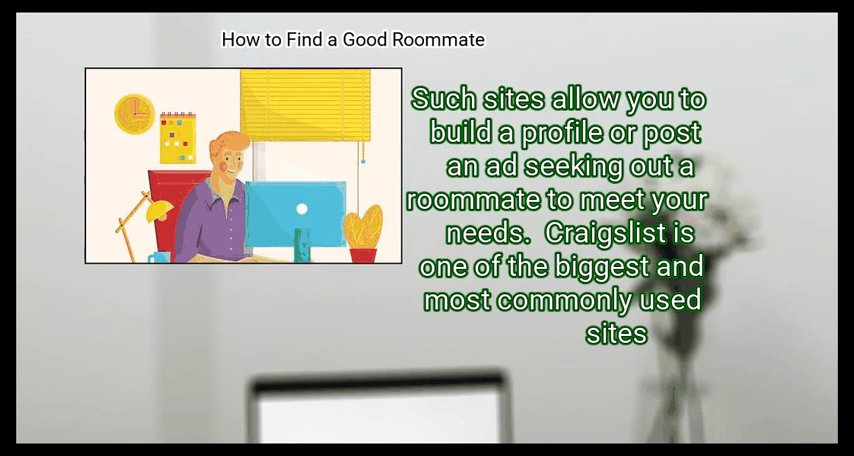 How to Find a Good Roommate
Such sites allow you to
build a profile or post
an ad seeking out a
roommate to meet your
needs.  Craigslist is
one of the biggest and
most commonly used
sites